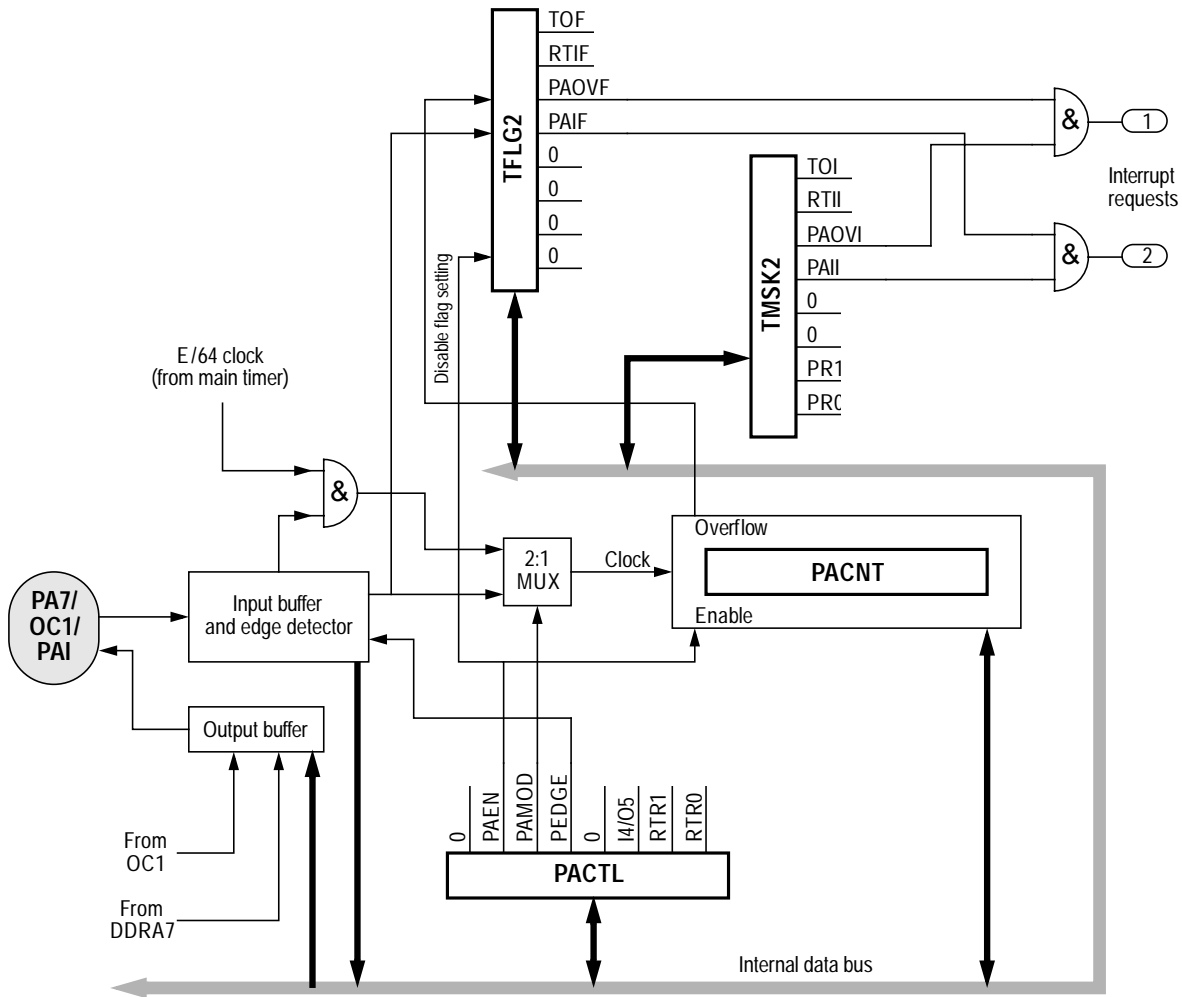 TOF
RTIF
PAOVF
PAIF
0
0
0
0
TFLG2
&
1
Interrupt
requests
&
2
TOI
RTII
PAOVI
PAII
0
0
PR1
PR0
TMSK2
Disable flag setting
E/64 clock
(from main timer)
&
2:1
MUX
Clock
Overflow
PACNT
Enable
PA7/
OC1/
PAI
Input buffer
and edge detector
Output buffer
From
OC1
From
DDRA7
0
PAEN
PAMOD
PEDGE
0
I4/O5
RTR1
RTR0
PACTL
Internal data bus